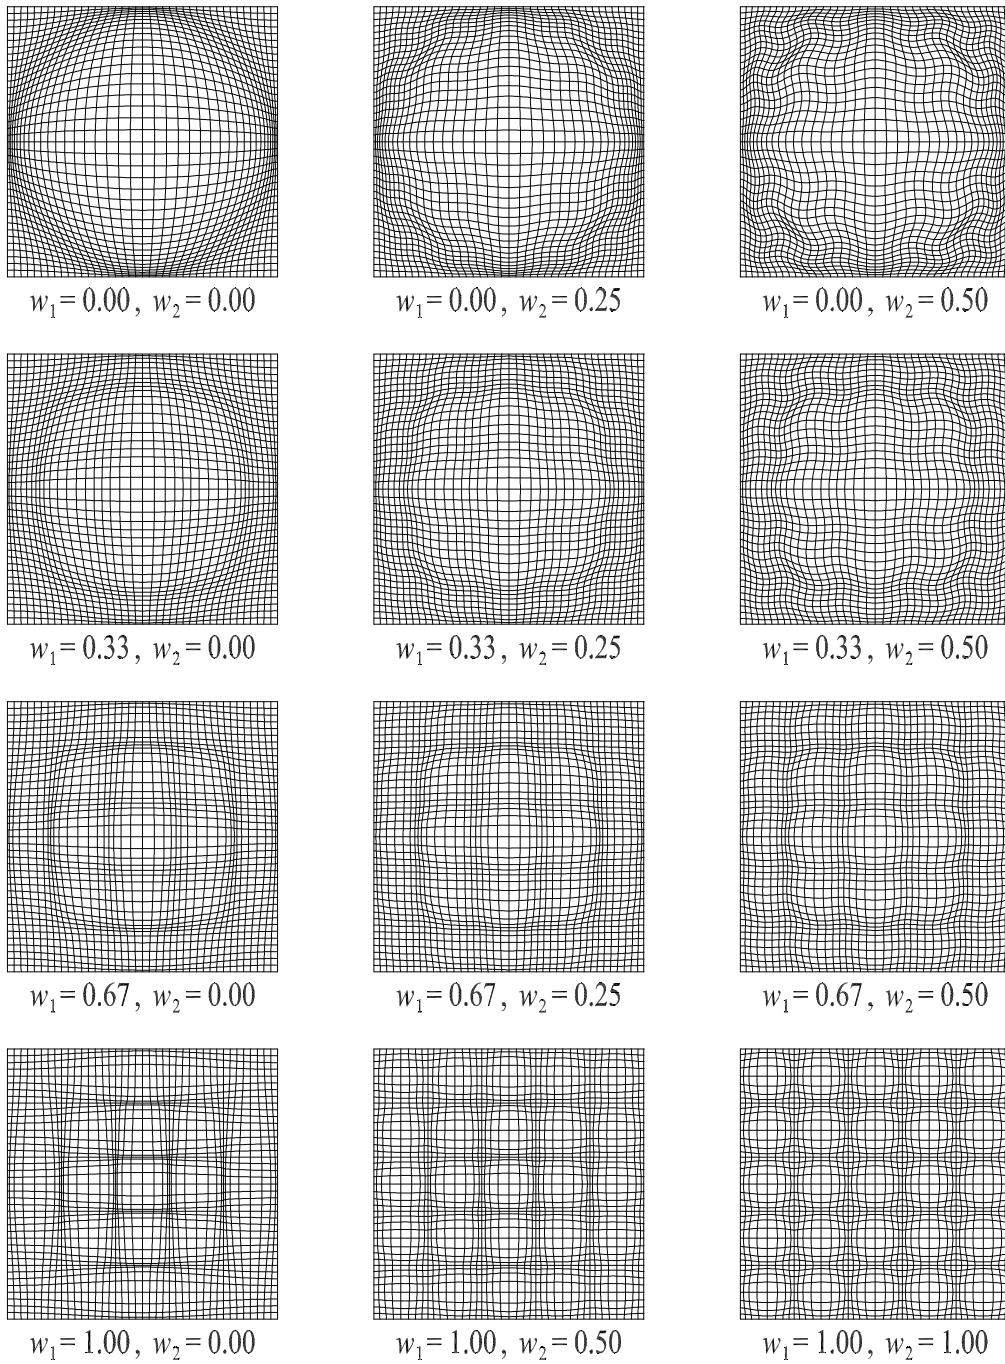 w₁ = 0.00 , w₂ = 0.00
w₁ = 0.00 , w₂ = 0.25
w₁ = 0.00 , w₂ = 0.50
w₁ = 0.33 , w₂ = 0.00
w₁ = 0.33 , w₂ = 0.25
w₁ = 0.33 , w₂ = 0.50
w₁ = 0.67 , w₂ = 0.00
w₁ = 0.67 , w₂ = 0.25
w₁ = 0.67 , w₂ = 0.50
w₁ = 1.00 , w₂ = 0.00
w₁ = 1.00 , w₂ = 0.50
w₁ = 1.00 , w₂ = 1.00